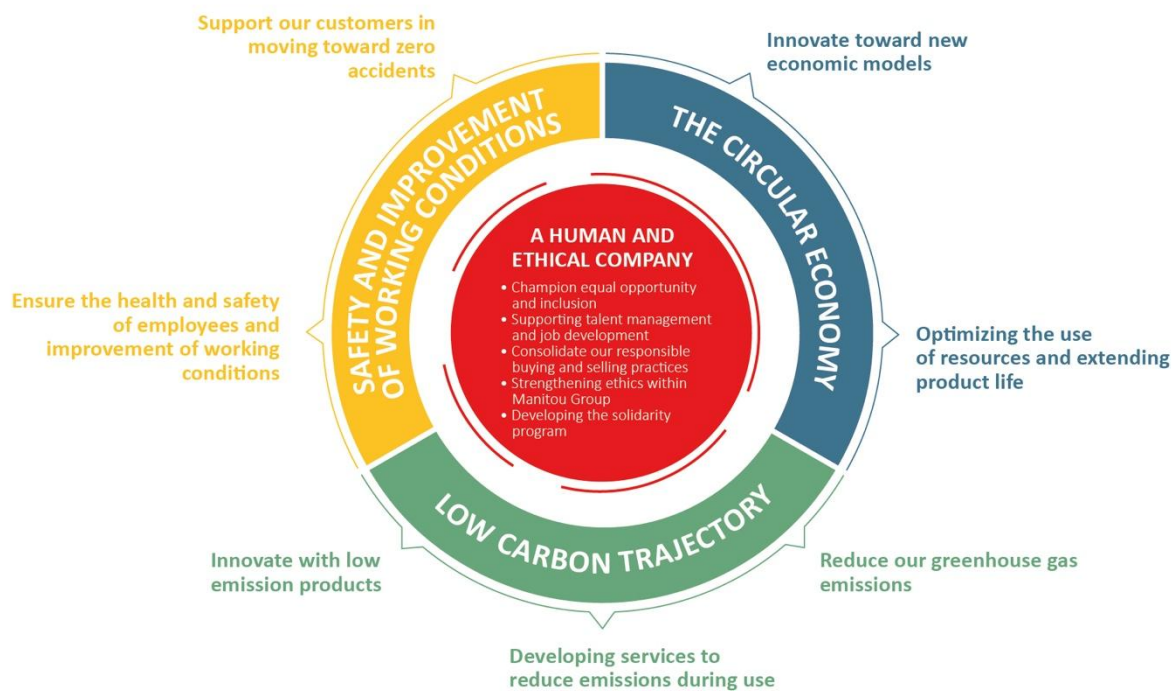 Support our customers in
moving toward zero
accidents
Innovate toward new
economic models
SAFETY AND IMPROVEMENT
OF WORKING CONDITIONS
THE CIRCULAR ECONOMY
A HUMAN AND
ETHICAL COMPANY
• Champion equal opportunity
and inclusion
• Supporting talent management
and job development
• Consolidate our responsible
buying and selling practices
• Strengthening ethics within
Manitou Group
• Developing the solidarity
program
Ensure the health and safety
of employees and
improvement of working
conditions
Optimizing the use
of resources and extending
product life
LOW CARBON TRAJECTORY
Innovate with low
emission products
Reduce our greenhouse gas
emissions
Developing services to
reduce emissions during use